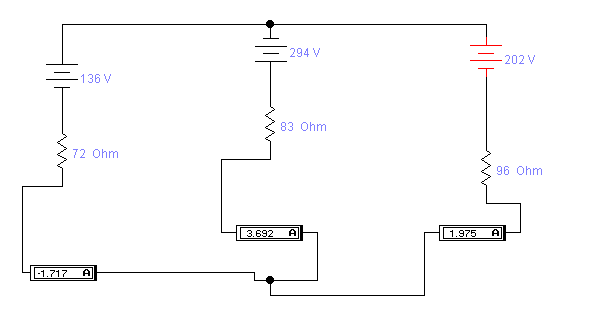 136 V
294 V
202 V
72 Ohm
83 Ohm
96 Ohm
3.692 A
1.975 A
-1.717 A